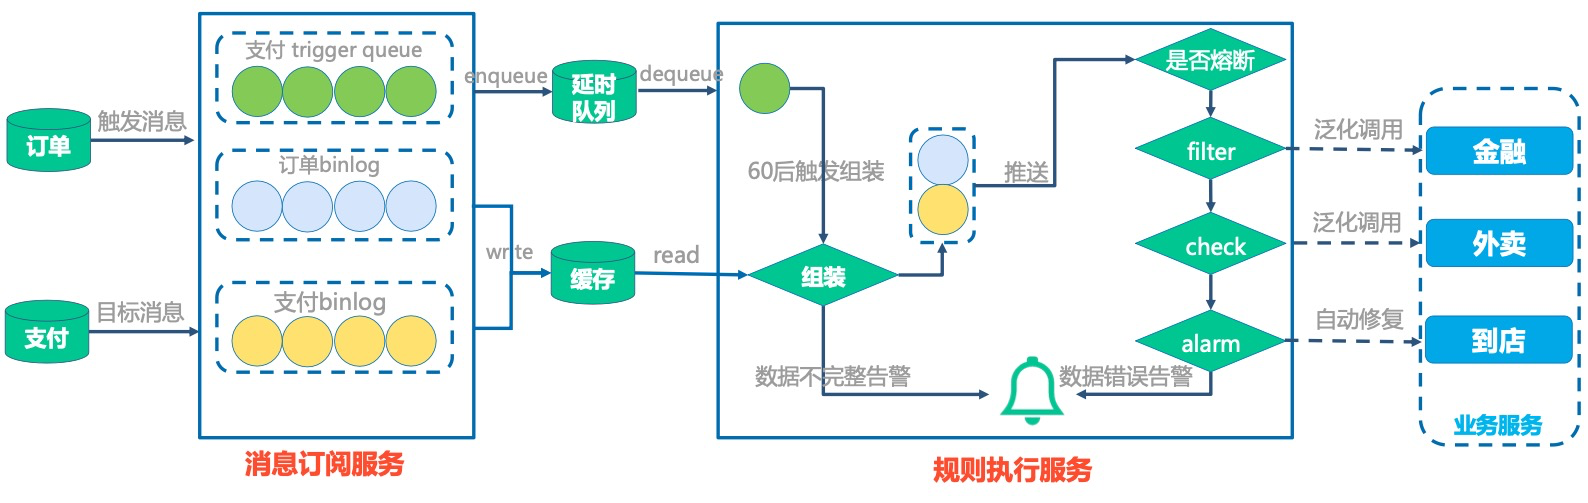 订单
触发消息
支付
目标消息
支付 trigger queue
订单binlog
支付binlog
消息订阅服务
enqueue
延时
队列
dequeue
write
缓存
read
60后触发组装
组装
推送
数据不完整告警
数据错误告警
是否熔断
filter
check
alarm
规则执行服务
泛化调用
泛化调用
自动修复
金融
外卖
到店
业务服务